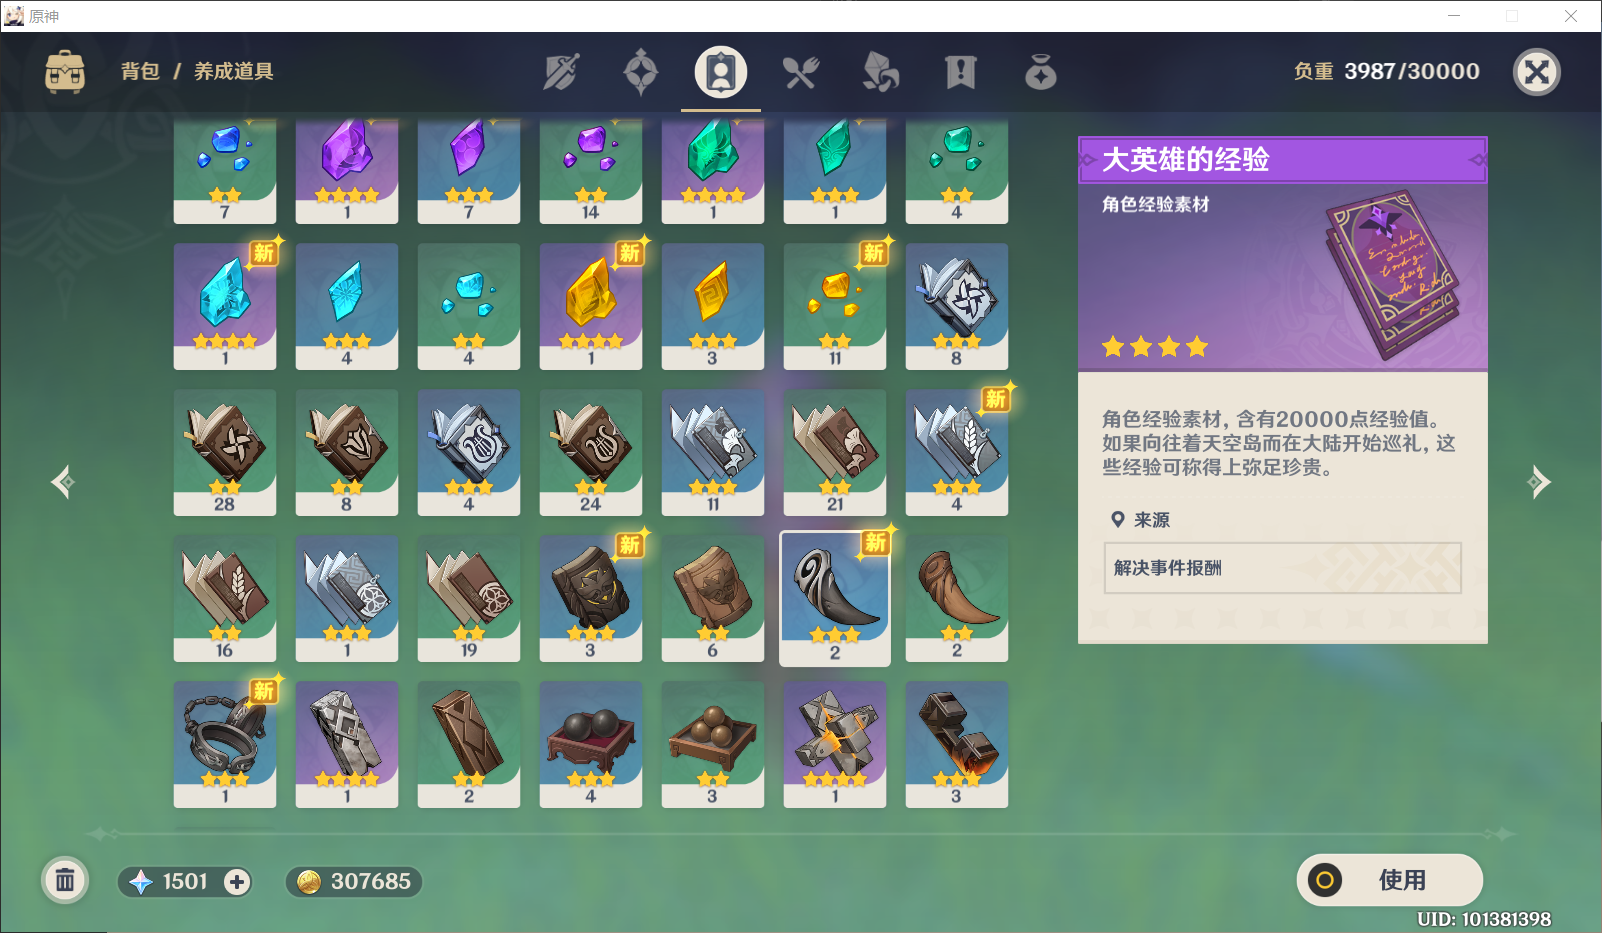 原神
背包 / 养成道具
负重 3987/30000
7
1
7
14
1
1
4
新
新
新
1
4
4
1
3
11
8
新
28
8
4
24
11
21
4
新
新
16
1
19
3
6
2
2
新
1
1
2
4
3
1
3
大英雄的经验
角色经验素材
角色经验素材, 含有20000点经验值。
如果向往着天空岛而在大陆开始巡礼, 这
些经验可称得上弥足珍贵。
来源
解决事件报酬
1501
307685
使用
UID: 101381398